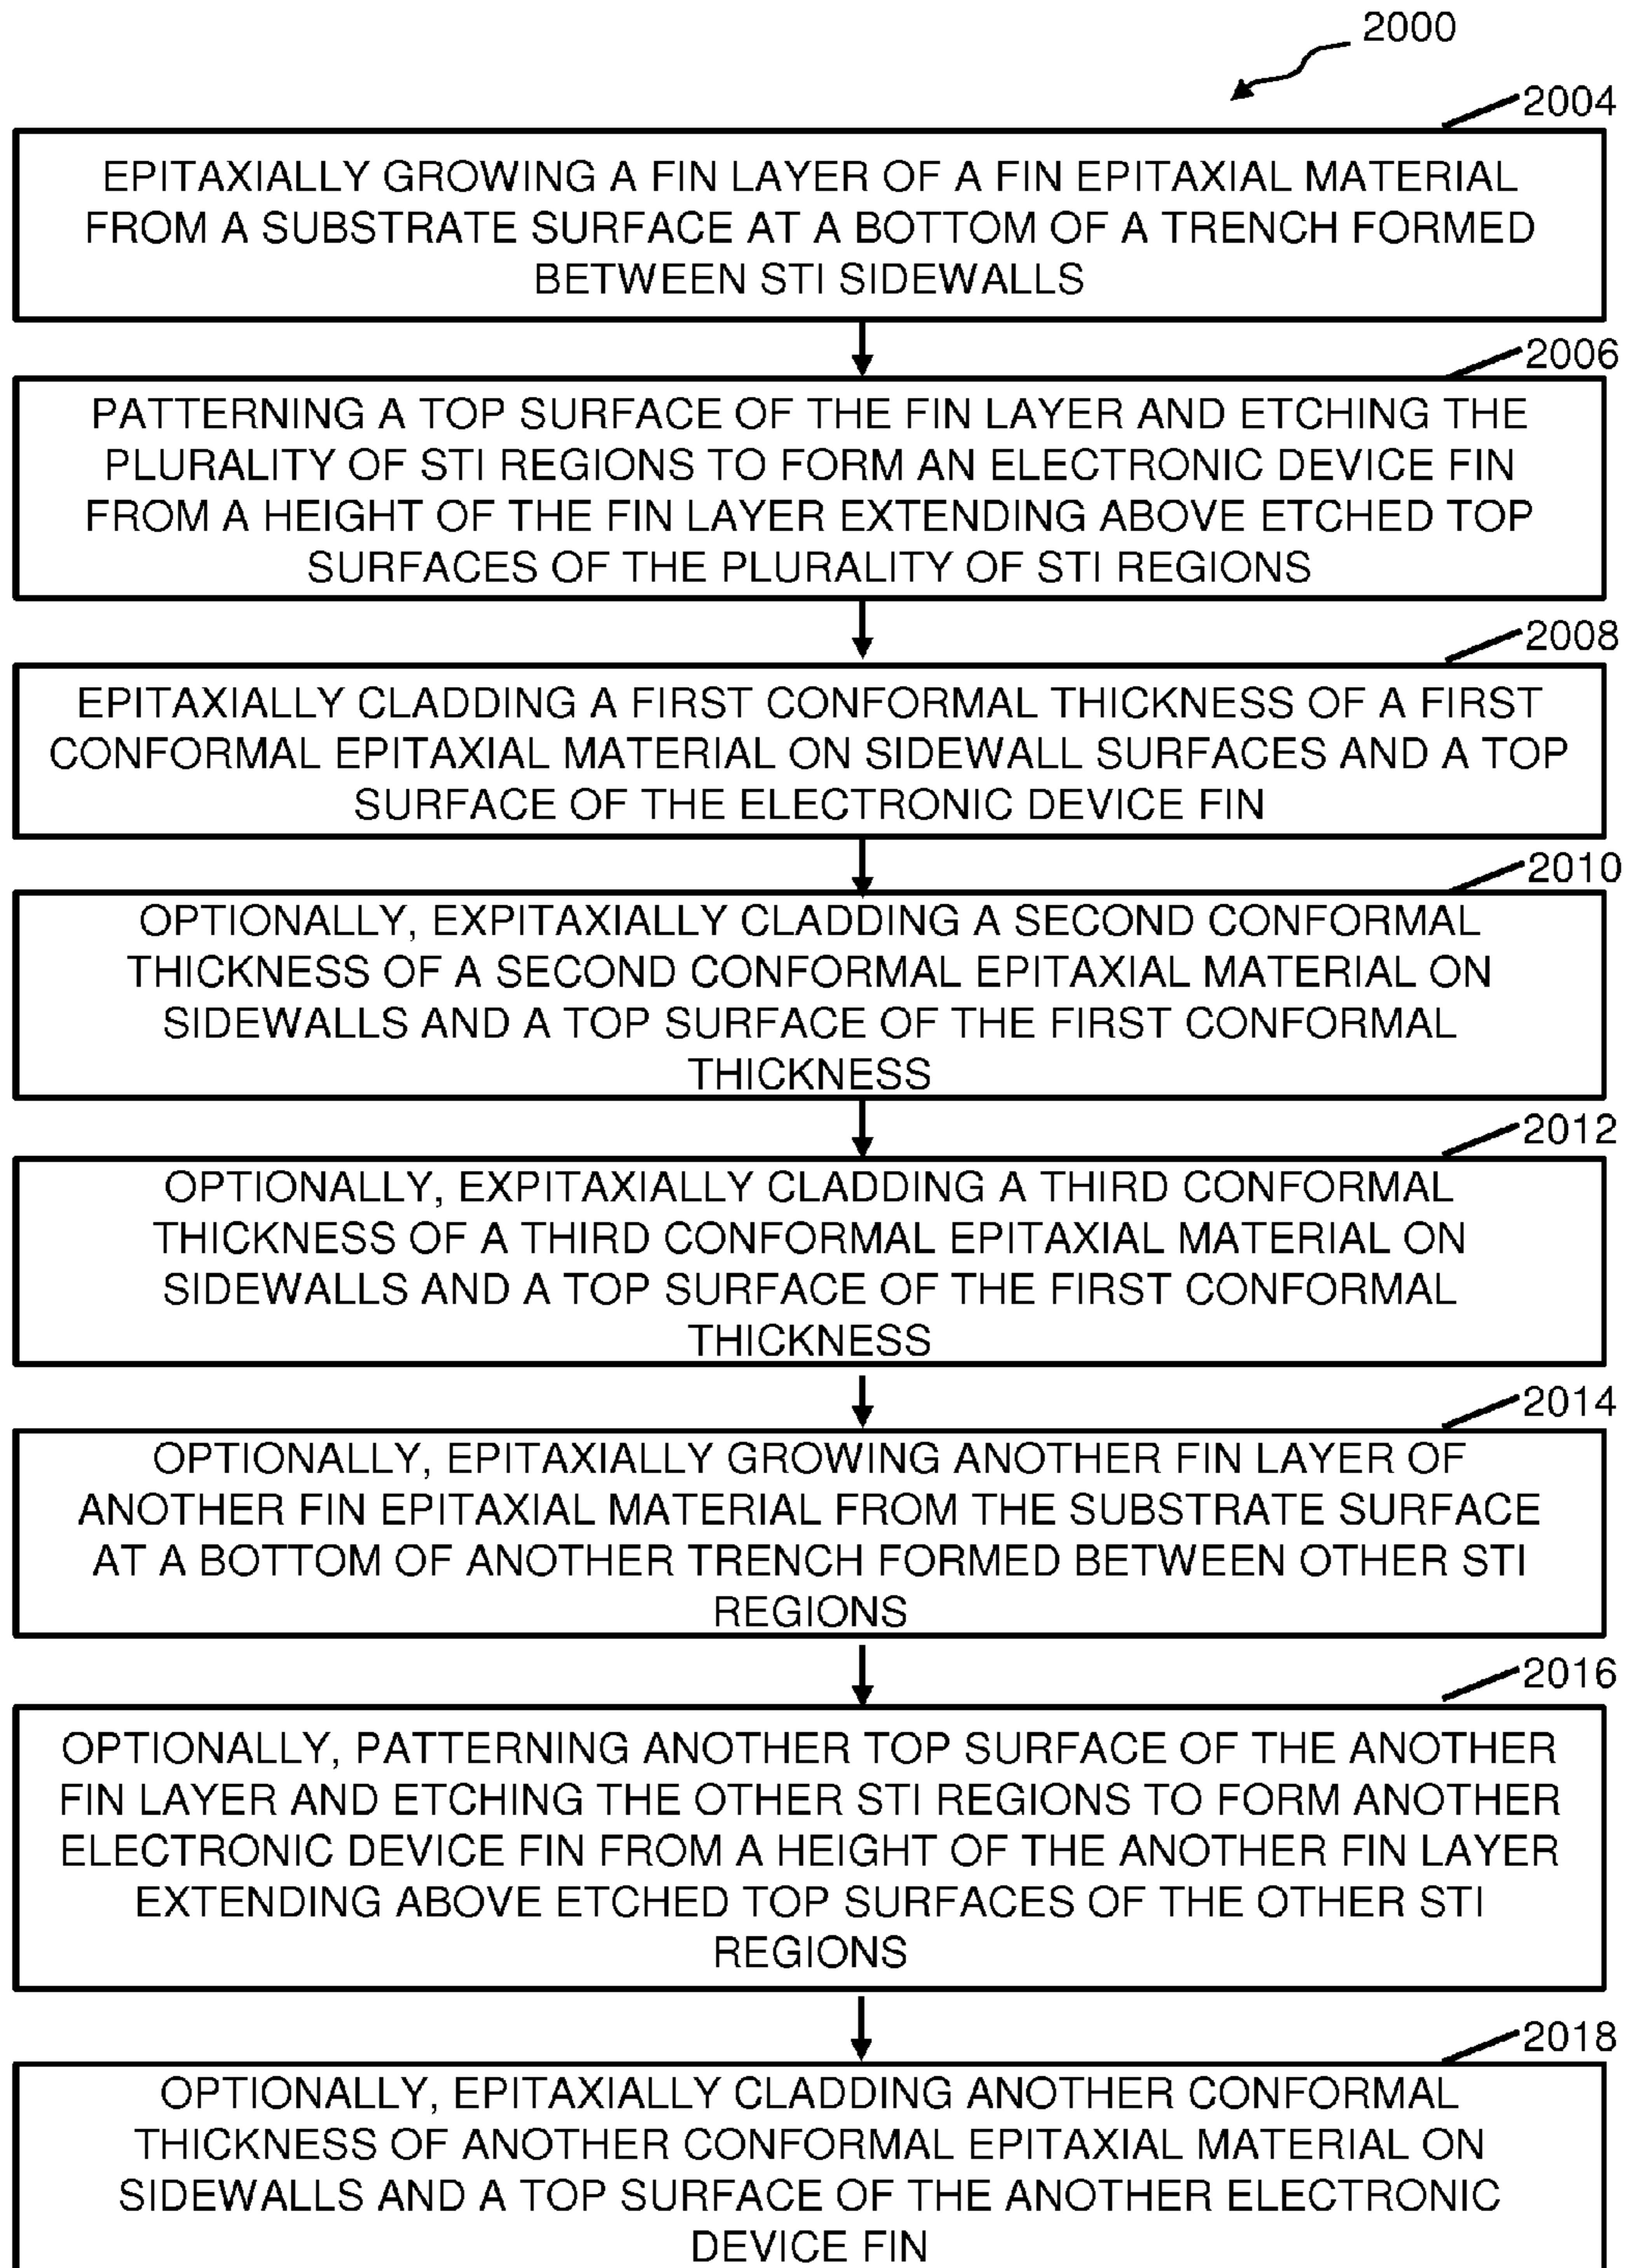 2000
2004
EPITAXIALLY GROWING A FIN LAYER OF A FIN EPITAXIAL MATERIAL
FROM A SUBSTRATE SURFACE AT A BOTTOM OF A TRENCH FORMED
BETWEEN STI SIDEWALLS
2006
PATTERNING A TOP SURFACE OF THE FIN LAYER AND ETCHING THE
PLURALITY OF STI REGIONS TO FORM AN ELECTRONIC DEVICE FIN
FROM A HEIGHT OF THE FIN LAYER EXTENDING ABOVE ETCHED TOP
SURFACES OF THE PLURALITY OF STI REGIONS
2008
EPITAXIALLY CLADDING A FIRST CONFORMAL THICKNESS OF A FIRST
CONFORMAL EPITAXIAL MATERIAL ON SIDEWALL SURFACES AND A TOP
SURFACE OF THE ELECTRONIC DEVICE FIN
2010
OPTIONALLY, EXPITAXIALLY CLADDING A SECOND CONFORMAL
THICKNESS OF A SECOND CONFORMAL EPITAXIAL MATERIAL ON
SIDEWALLS AND A TOP SURFACE OF THE FIRST CONFORMAL
THICKNESS
2012
OPTIONALLY, EXPITAXIALLY CLADDING A THIRD CONFORMAL
THICKNESS OF A THIRD CONFORMAL EPITAXIAL MATERIAL ON
SIDEWALLS AND A TOP SURFACE OF THE FIRST CONFORMAL
THICKNESS
2014
OPTIONALLY, EPITAXIALLY GROWING ANOTHER FIN LAYER OF
ANOTHER FIN EPITAXIAL MATERIAL FROM THE SUBSTRATE SURFACE
AT A BOTTOM OF ANOTHER TRENCH FORMED BETWEEN OTHER STI
REGIONS
2016
OPTIONALLY, PATTERNING ANOTHER TOP SURFACE OF THE ANOTHER
FIN LAYER AND ETCHING THE OTHER STI REGIONS TO FORM ANOTHER
ELECTRONIC DEVICE FIN FROM A HEIGHT OF THE ANOTHER FIN LAYER
EXTENDING ABOVE ETCHED TOP SURFACES OF THE OTHER STI
REGIONS
2018
OPTIONALLY, EPITAXIALLY CLADDING ANOTHER CONFORMAL
THICKNESS OF ANOTHER CONFORMAL EPITAXIAL MATERIAL ON
SIDEWALLS AND A TOP SURFACE OF THE ANOTHER ELECTRONIC
DEVICE FIN